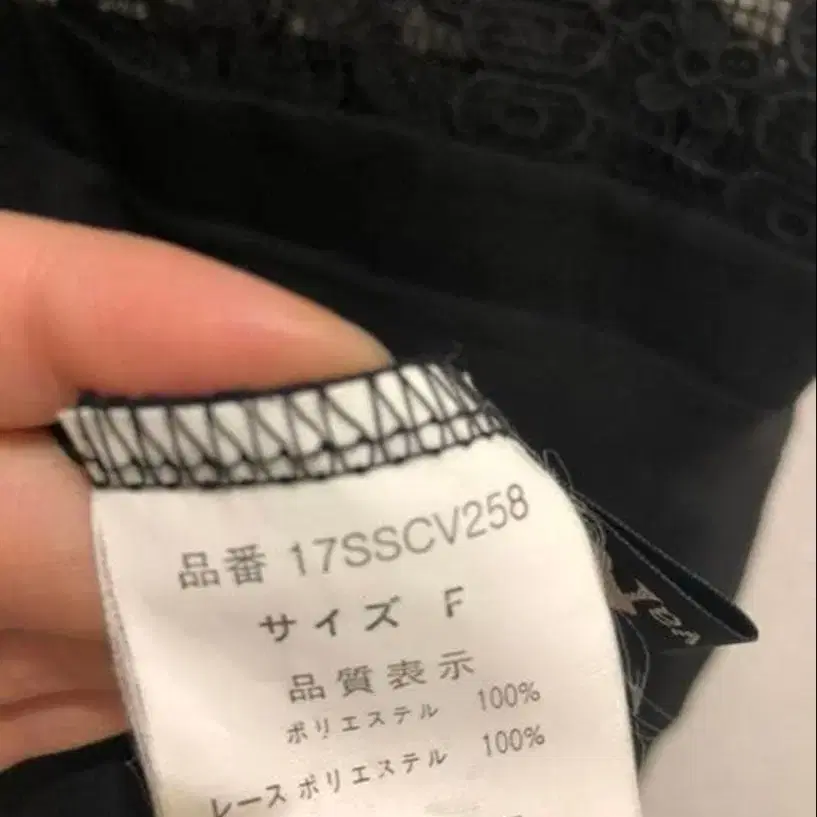 品番 17SSCV258
サイズ F
品質表示
ポリエステル 100%
レース ポリエステル 100%